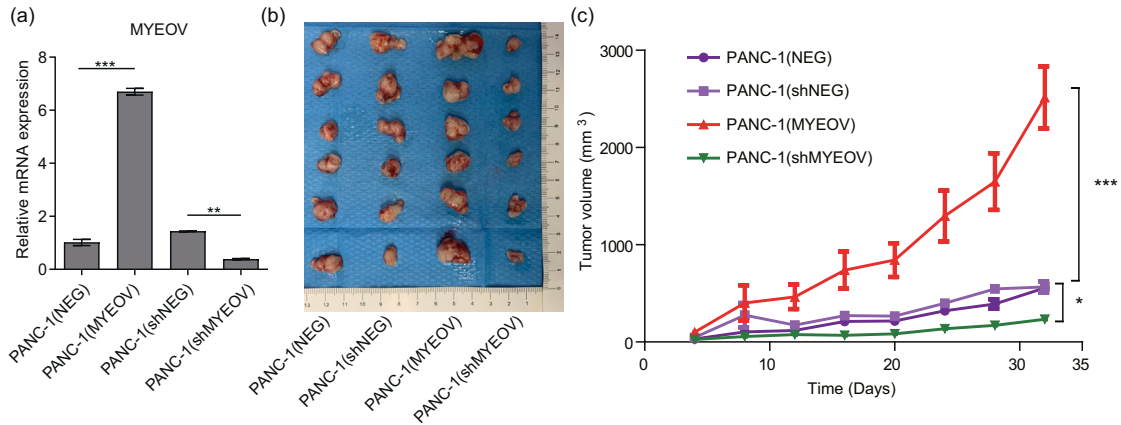 (a)
MYEOV
Relative mRNA expression
8
6
4
2
0
***
**
PANC-1(NEG)
PANC-1(MYEOV)
PANC-1(shNEG)
PANC-1(shMYEOV)
(b)
PANC-1(NEG)
PANC-1(shNEG)
PANC-1(MYEOV)
PANC-1(shMYEOV)
(c)
Tumor volume (mm³)
3000
2000
1000
0
PANC-1(NEG)
PANC-1(shNEG)
PANC-1(MYEOV)
PANC-1(shMYEOV)
***
*
0 10 20 30 35
Time (Days)